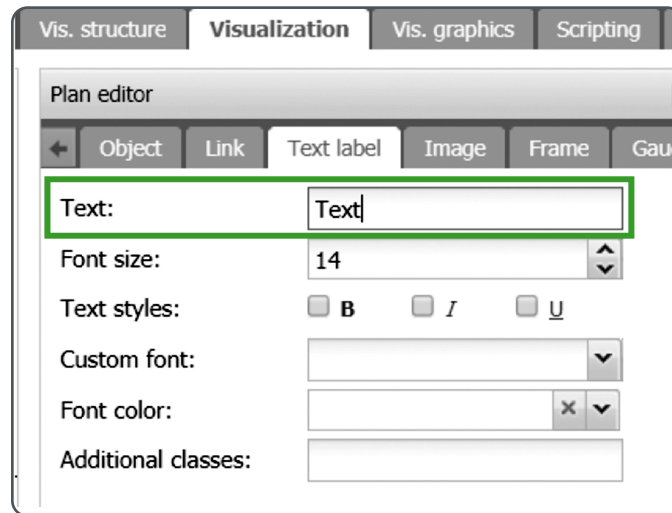 Vis. structure Visualization Vis. graphics Scripting
Plan editor
Object Link Text label Image Frame Gau
Text: Text
Font size: 14
Text styles: B I U
Custom font:
Font color:
Additional classes: